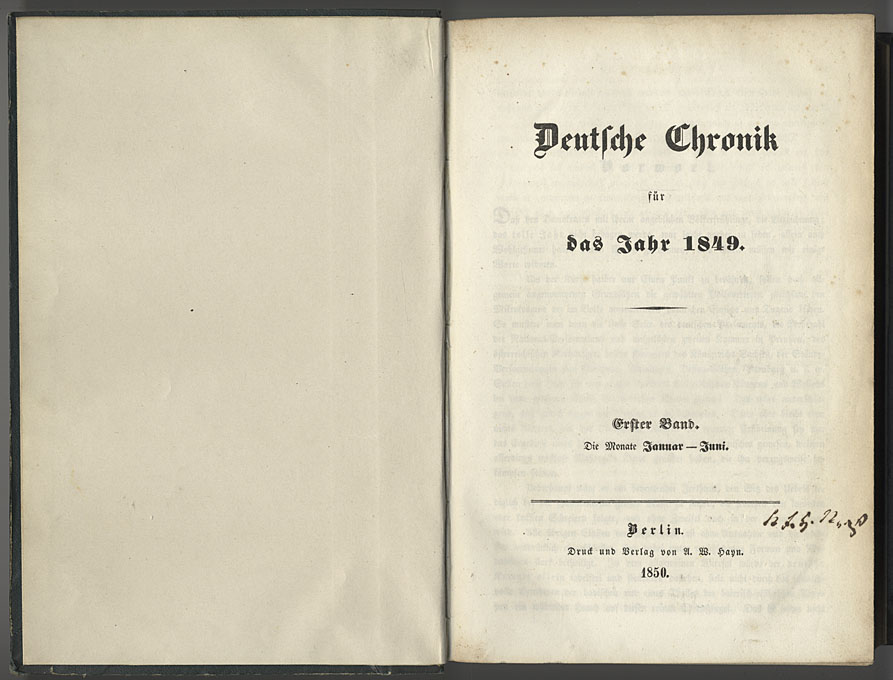 Deutsche Chronik
für
das Jahr 1849.
Erster Band.
Die Monate Januar — Juni.
Berlin.
Druck und Verlag von A. W. Hayn.
1850.